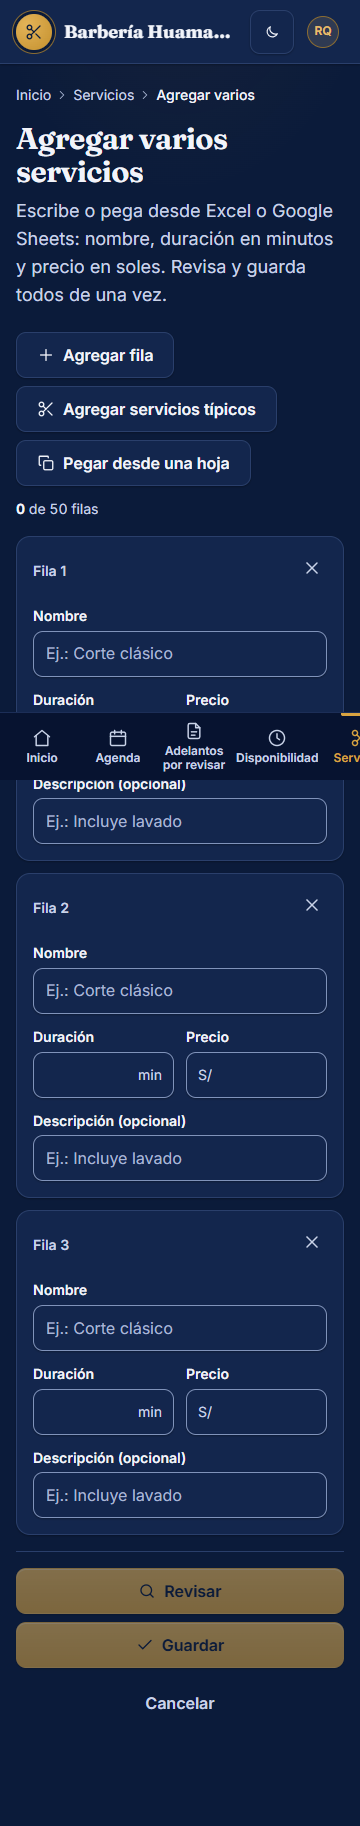 Barbería Huama...
RQ
Inicio > Servicios > Agregar varios
Agregar varios
servicios
Escribe o pega desde Excel o Google
Sheets: nombre, duración en minutos
y precio en soles. Revisa y guarda
todos de una vez.
Agregar fila
Agregar servicios típicos
Pegar desde una hoja
0 de 50 filas
Fila 1
Nombre
Ej.: Corte clásico
Duración Precio
Inicio Agenda Adelantos por revisar Disponibilidad Serv
Descripción (opcional)
Ej.: Incluye lavado
Fila 2
Nombre
Ej.: Corte clásico
Duración Precio
min S/
Descripción (opcional)
Ej.: Incluye lavado
Fila 3
Nombre
Ej.: Corte clásico
Duración Precio
min S/
Descripción (opcional)
Ej.: Incluye lavado
Revisar
Guardar
Cancelar